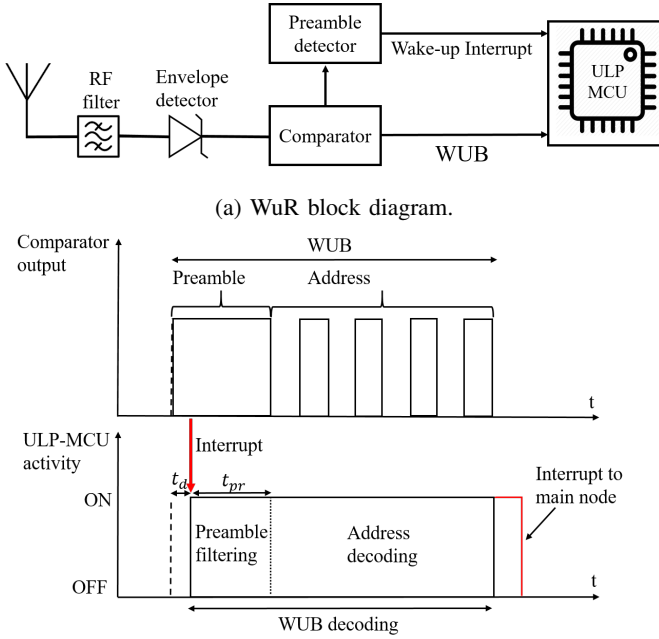 Preamble
detector
Wake-up Interrupt
ULP
MCU
RF
filter
Envelope
detector
Comparator
WUB
(a) WuR block diagram.
Comparator
output
WUB
Preamble
Address
t
ULP-MCU
activity
Interrupt
t_d
t_pr
Interrupt to
main node
ON
Preamble
filtering
Address
decoding
OFF
t
WUB decoding